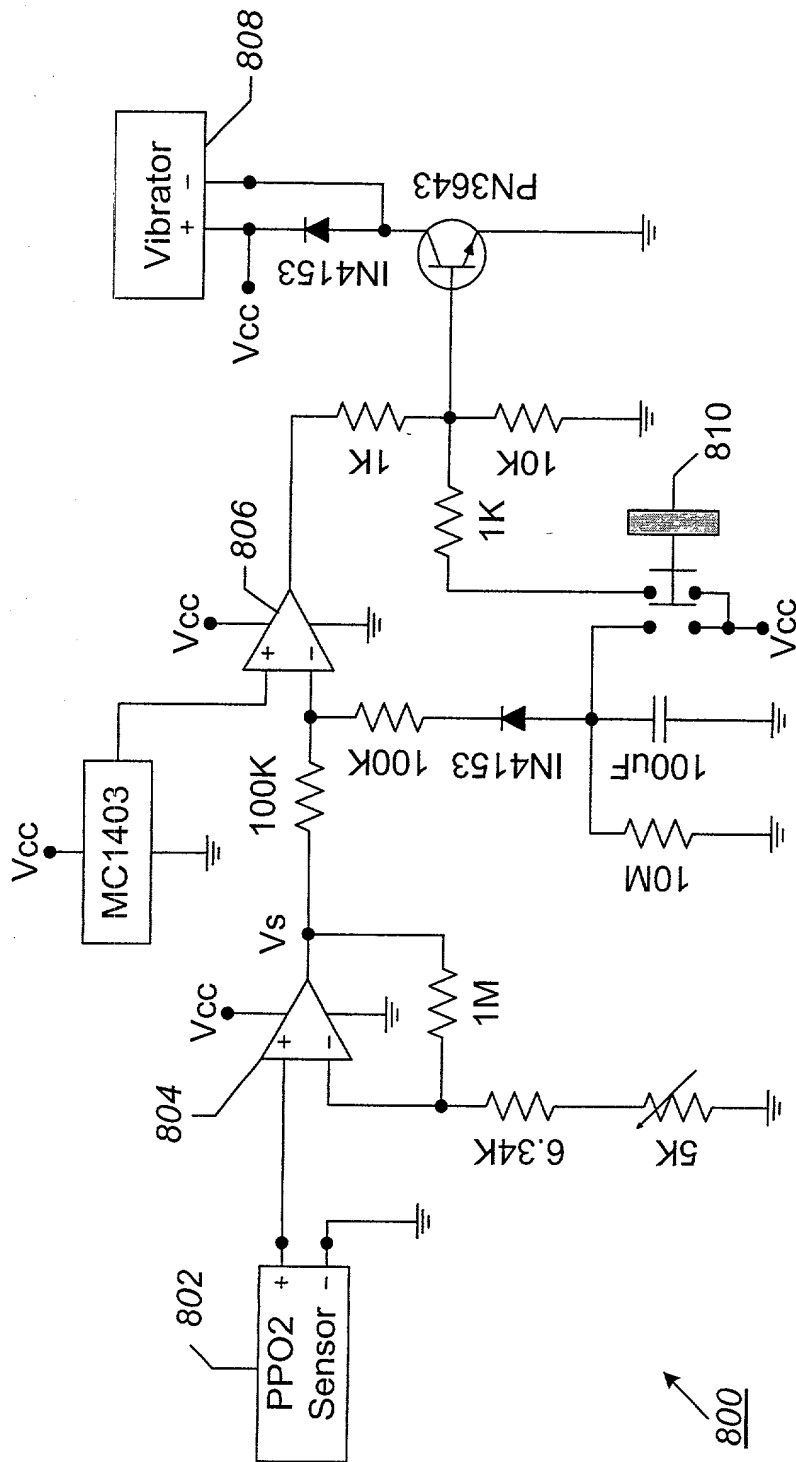 802
PPO2
Sensor
+
−
804
Vcc
+
−
Vs
1M
6.34K
5K
Vcc
MC1403
100K
Vcc
806
+
−
100K
IN4153
100uF
10M
Vcc
810
1K
1K
10K
Vibrator
+
−
808
Vcc
IN4153
PN3643
800